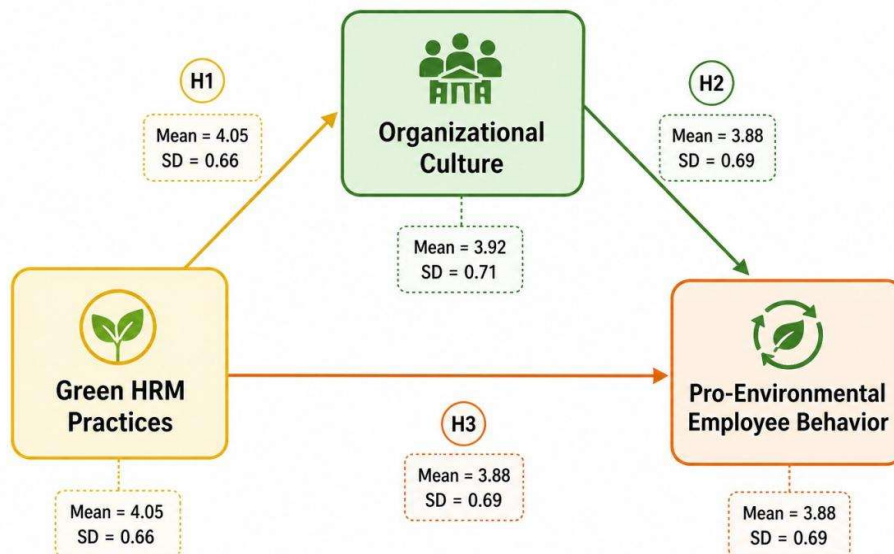 H1
Mean = 4.05
SD = 0.66
Organizational
Culture
H2
Mean = 3.88
SD = 0.69
Mean = 3.92
SD = 0.71
Green HRM
Practices
Pro-Environmental
Employee Behavior
H3
Mean = 3.88
SD = 0.69
Mean = 4.05
SD = 0.66
Mean = 3.88
SD = 0.69